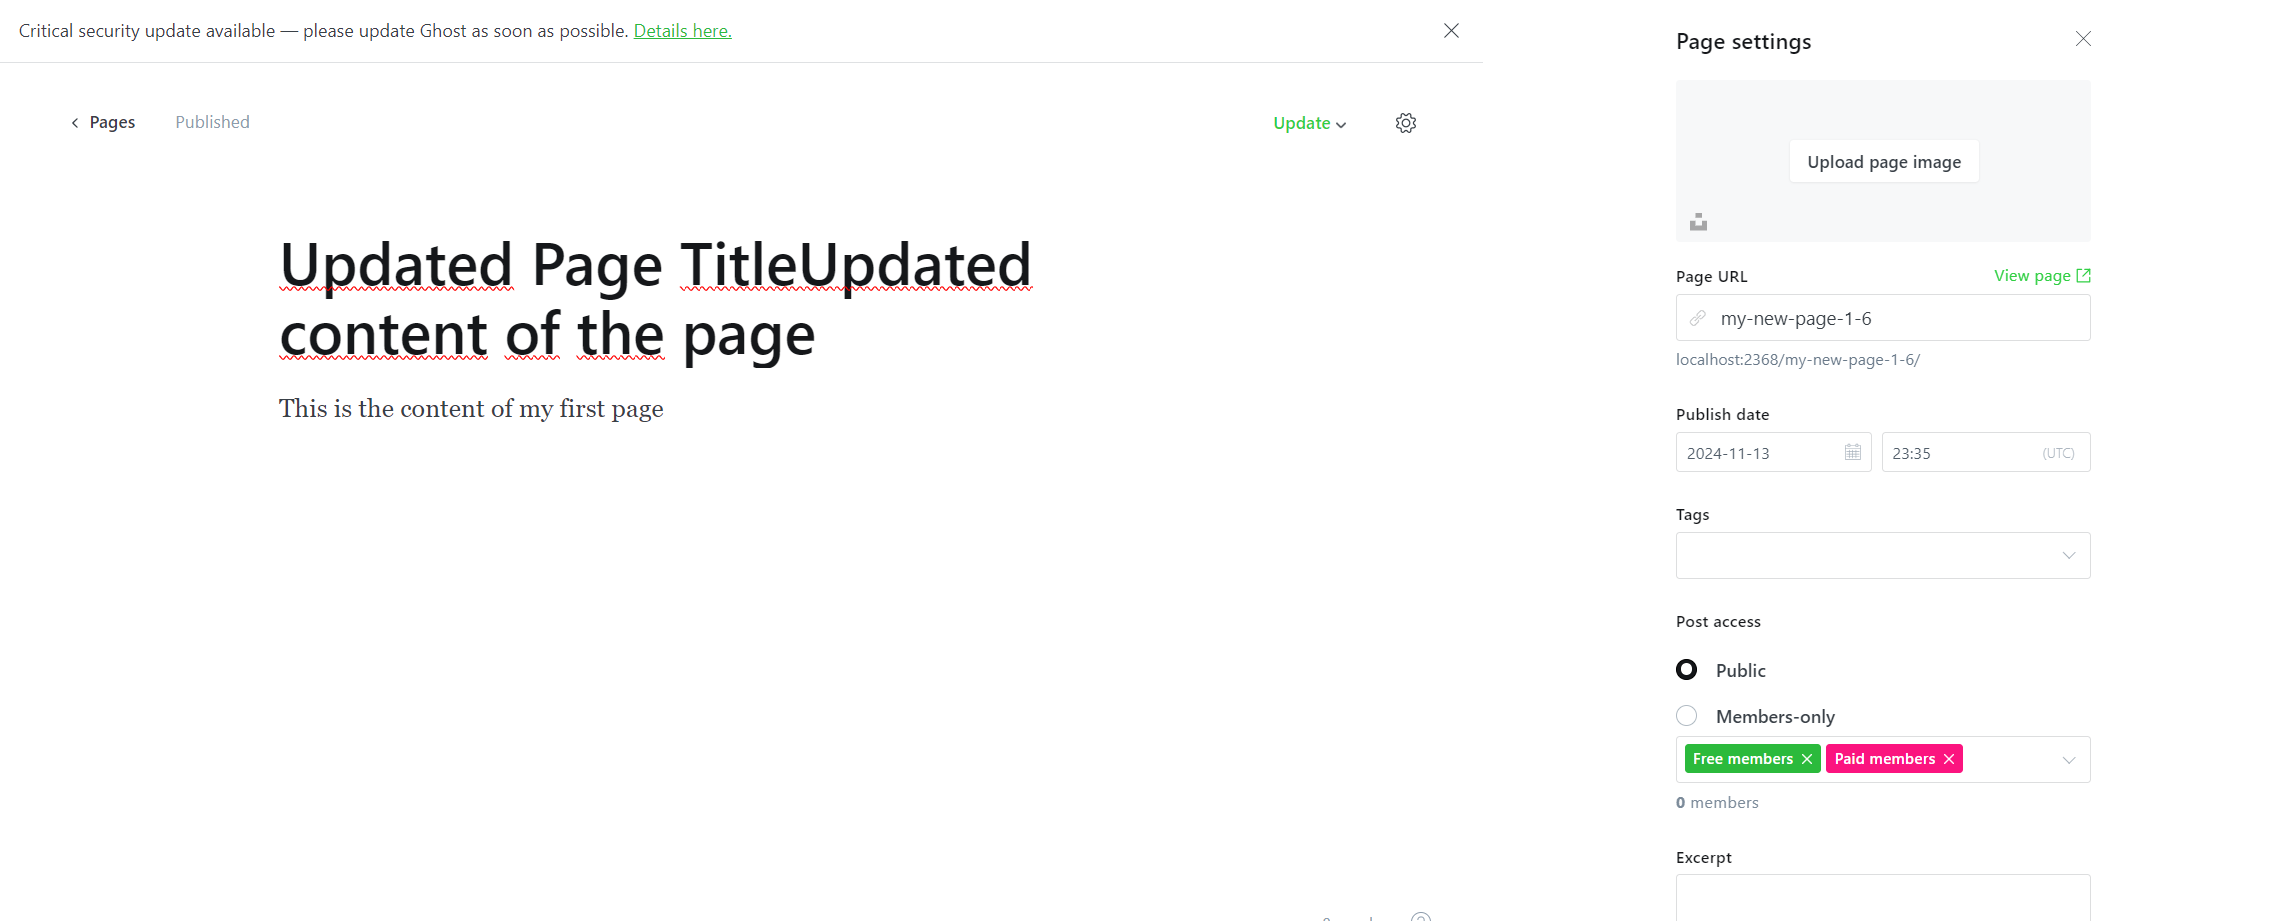 Critical security update available — please update Ghost as soon as possible. Details here.
Pages
Published
Update
Updated Page TitleUpdated
content of the page
This is the content of my first page
Page settings
Upload page image
Page URL
View page
my-new-page-1-6
localhost:2368/my-new-page-1-6/
Publish date
2024-11-13
23:35
(UTC)
Tags
Post access
Public
Members-only
Free members
Paid members
0 members
Excerpt